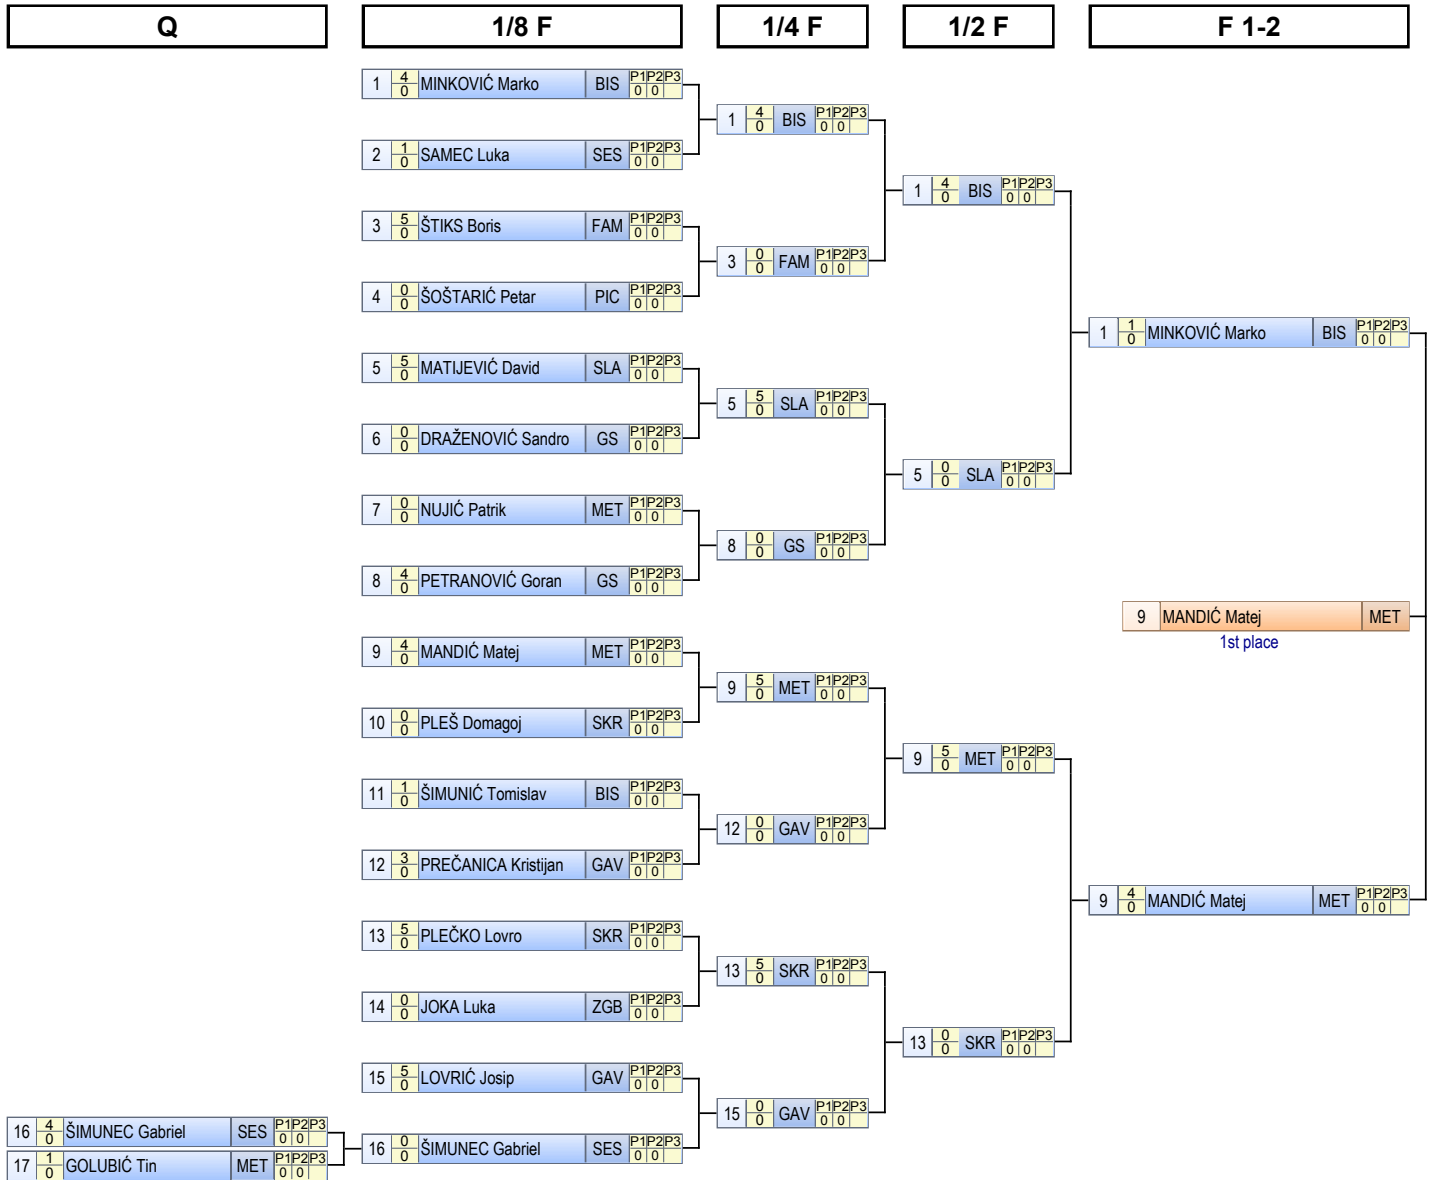 Q 1/8 F 1/4 F 1/2 F F 1-2
1 4 0 MINKOVIĆ Marko BIS P1 P2 P3 0 0
1 4 0 BIS P1 P2 P3 0 0
2 1 0 SAMEC Luka SES P1 P2 P3 0 0
1 4 0 BIS P1 P2 P3 0 0
3 5 0 ŠTIKS Boris FAM P1 P2 P3 0 0
3 0 0 FAM P1 P2 P3 0 0
4 0 0 ŠOŠTARIĆ Petar PIC P1 P2 P3 0 0
1 1 0 MINKOVIĆ Marko BIS P1 P2 P3 0 0
5 5 0 MATIJEVIĆ David SLA P1 P2 P3 0 0
5 5 0 SLA P1 P2 P3 0 0
6 0 0 DRAŽENOVIĆ Sandro GS P1 P2 P3 0 0
5 0 0 SLA P1 P2 P3 0 0
7 0 0 NUJIĆ Patrik MET P1 P2 P3 0 0
8 0 0 GS P1 P2 P3 0 0
8 4 0 PETRANOVIĆ Goran GS P1 P2 P3 0 0
9 MANDIĆ Matej MET
1st place
9 4 0 MANDIĆ Matej MET P1 P2 P3 0 0
9 5 0 MET P1 P2 P3 0 0
10 0 0 PLEŠ Domagoj SKR P1 P2 P3 0 0
9 5 0 MET P1 P2 P3 0 0
11 1 0 ŠIMUNIĆ Tomislav BIS P1 P2 P3 0 0
12 0 0 GAV P1 P2 P3 0 0
12 3 0 PREČANICA Kristijan GAV P1 P2 P3 0 0
9 4 0 MANDIĆ Matej MET P1 P2 P3 0 0
13 5 0 PLEČKO Lovro SKR P1 P2 P3 0 0
13 5 0 SKR P1 P2 P3 0 0
14 0 0 JOKA Luka ZGB P1 P2 P3 0 0
13 0 0 SKR P1 P2 P3 0 0
15 5 0 LOVRIĆ Josip GAV P1 P2 P3 0 0
15 0 0 GAV P1 P2 P3 0 0
16 4 0 ŠIMUNEC Gabriel SES P1 P2 P3 0 0
16 0 0 ŠIMUNEC Gabriel SES P1 P2 P3 0 0
17 1 0 GOLUBIĆ Tin MET P1 P2 P3 0 0